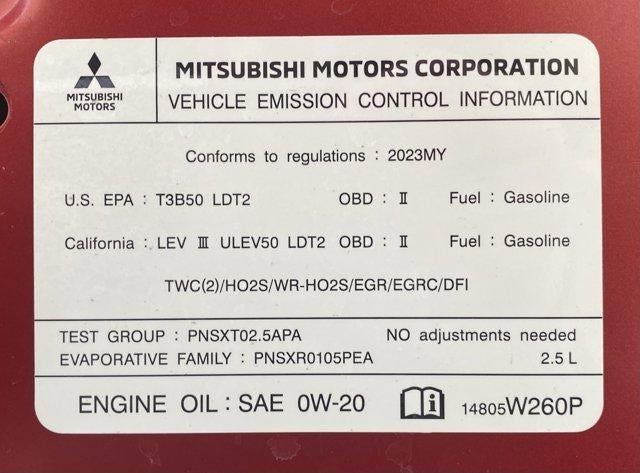 MITSUBISHI
MOTORS
MITSUBISHI MOTORS CORPORATION
VEHICLE EMISSION CONTROL INFORMATION
Conforms to regulations : 2023MY
U.S. EPA : T3B50 LDT2 OBD : Ⅱ Fuel : Gasoline
California : LEV Ⅲ ULEV50 LDT2 OBD : Ⅱ Fuel : Gasoline
TWC(2)/HO2S/WR-HO2S/EGR/EGRC/DFI
TEST GROUP : PNSXT02.5APA NO adjustments needed
EVAPORATIVE FAMILY : PNSXR0105PEA 2.5 L
ENGINE OIL : SAE 0W-20 i 14805W260P